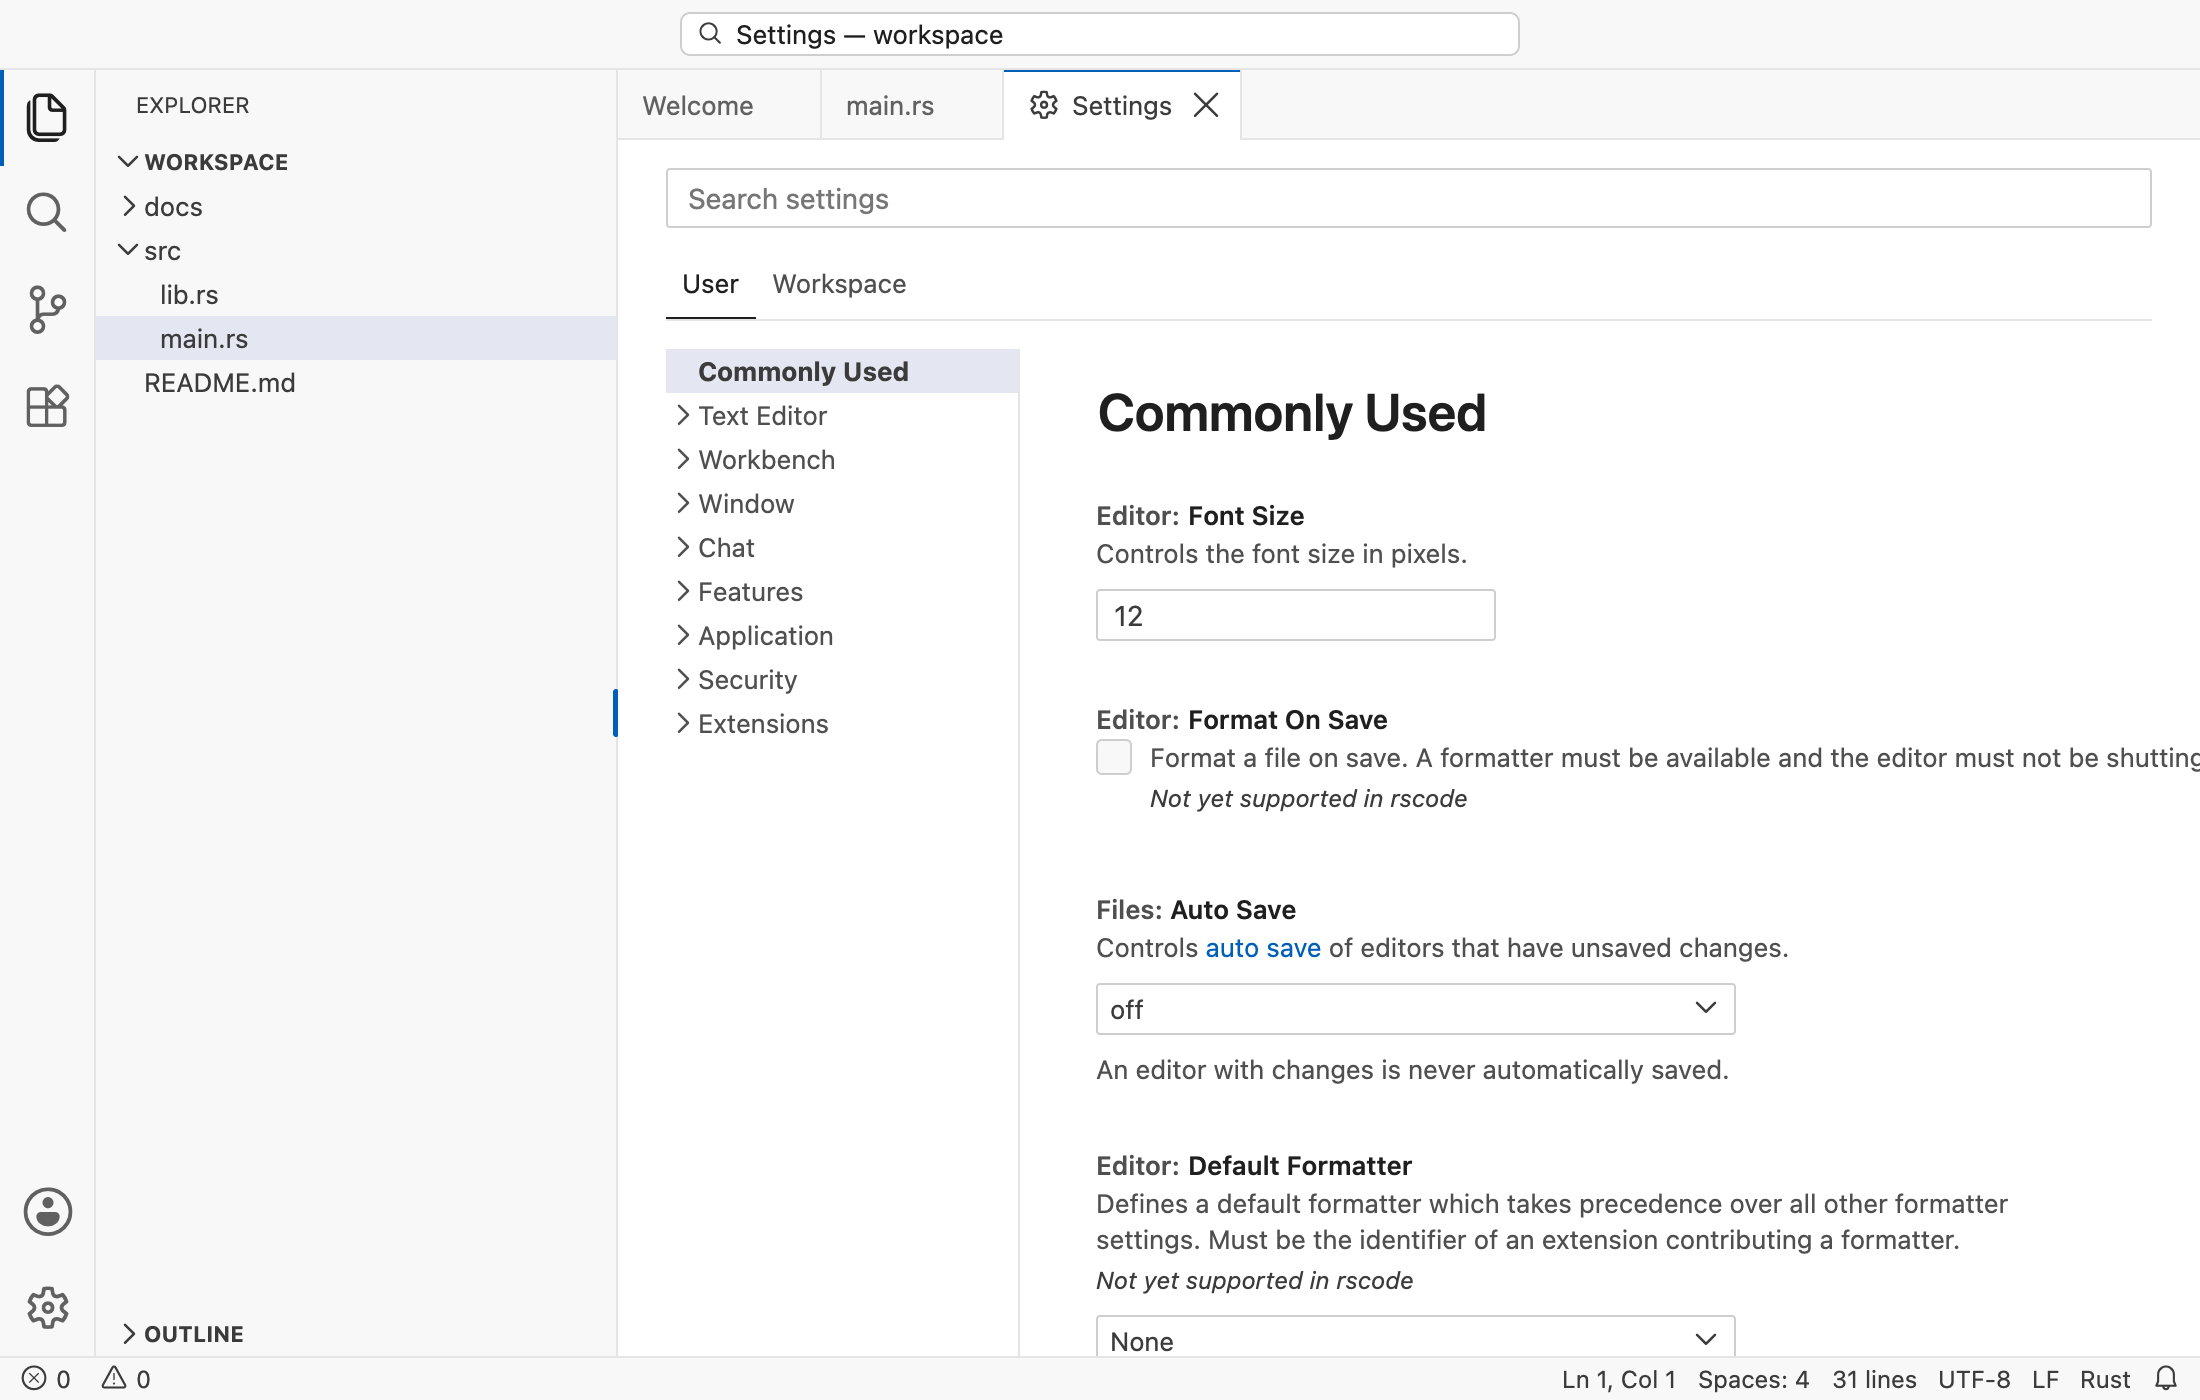 Settings — workspace
EXPLORER
WORKSPACE
docs
src
lib.rs
main.rs
README.md
OUTLINE
Welcome
main.rs
Settings
Search settings
User
Workspace
Commonly Used
Text Editor
Workbench
Window
Chat
Features
Application
Security
Extensions
Commonly Used
Editor: Font Size
Controls the font size in pixels.
12
Editor: Format On Save
Format a file on save. A formatter must be available and the editor must not be shutting
Not yet supported in rscode
Files: Auto Save
Controls auto save of editors that have unsaved changes.
off
An editor with changes is never automatically saved.
Editor: Default Formatter
Defines a default formatter which takes precedence over all other formatter
settings. Must be the identifier of an extension contributing a formatter.
Not yet supported in rscode
None
0 0
Ln 1, Col 1 Spaces: 4 31 lines UTF-8 LF Rust